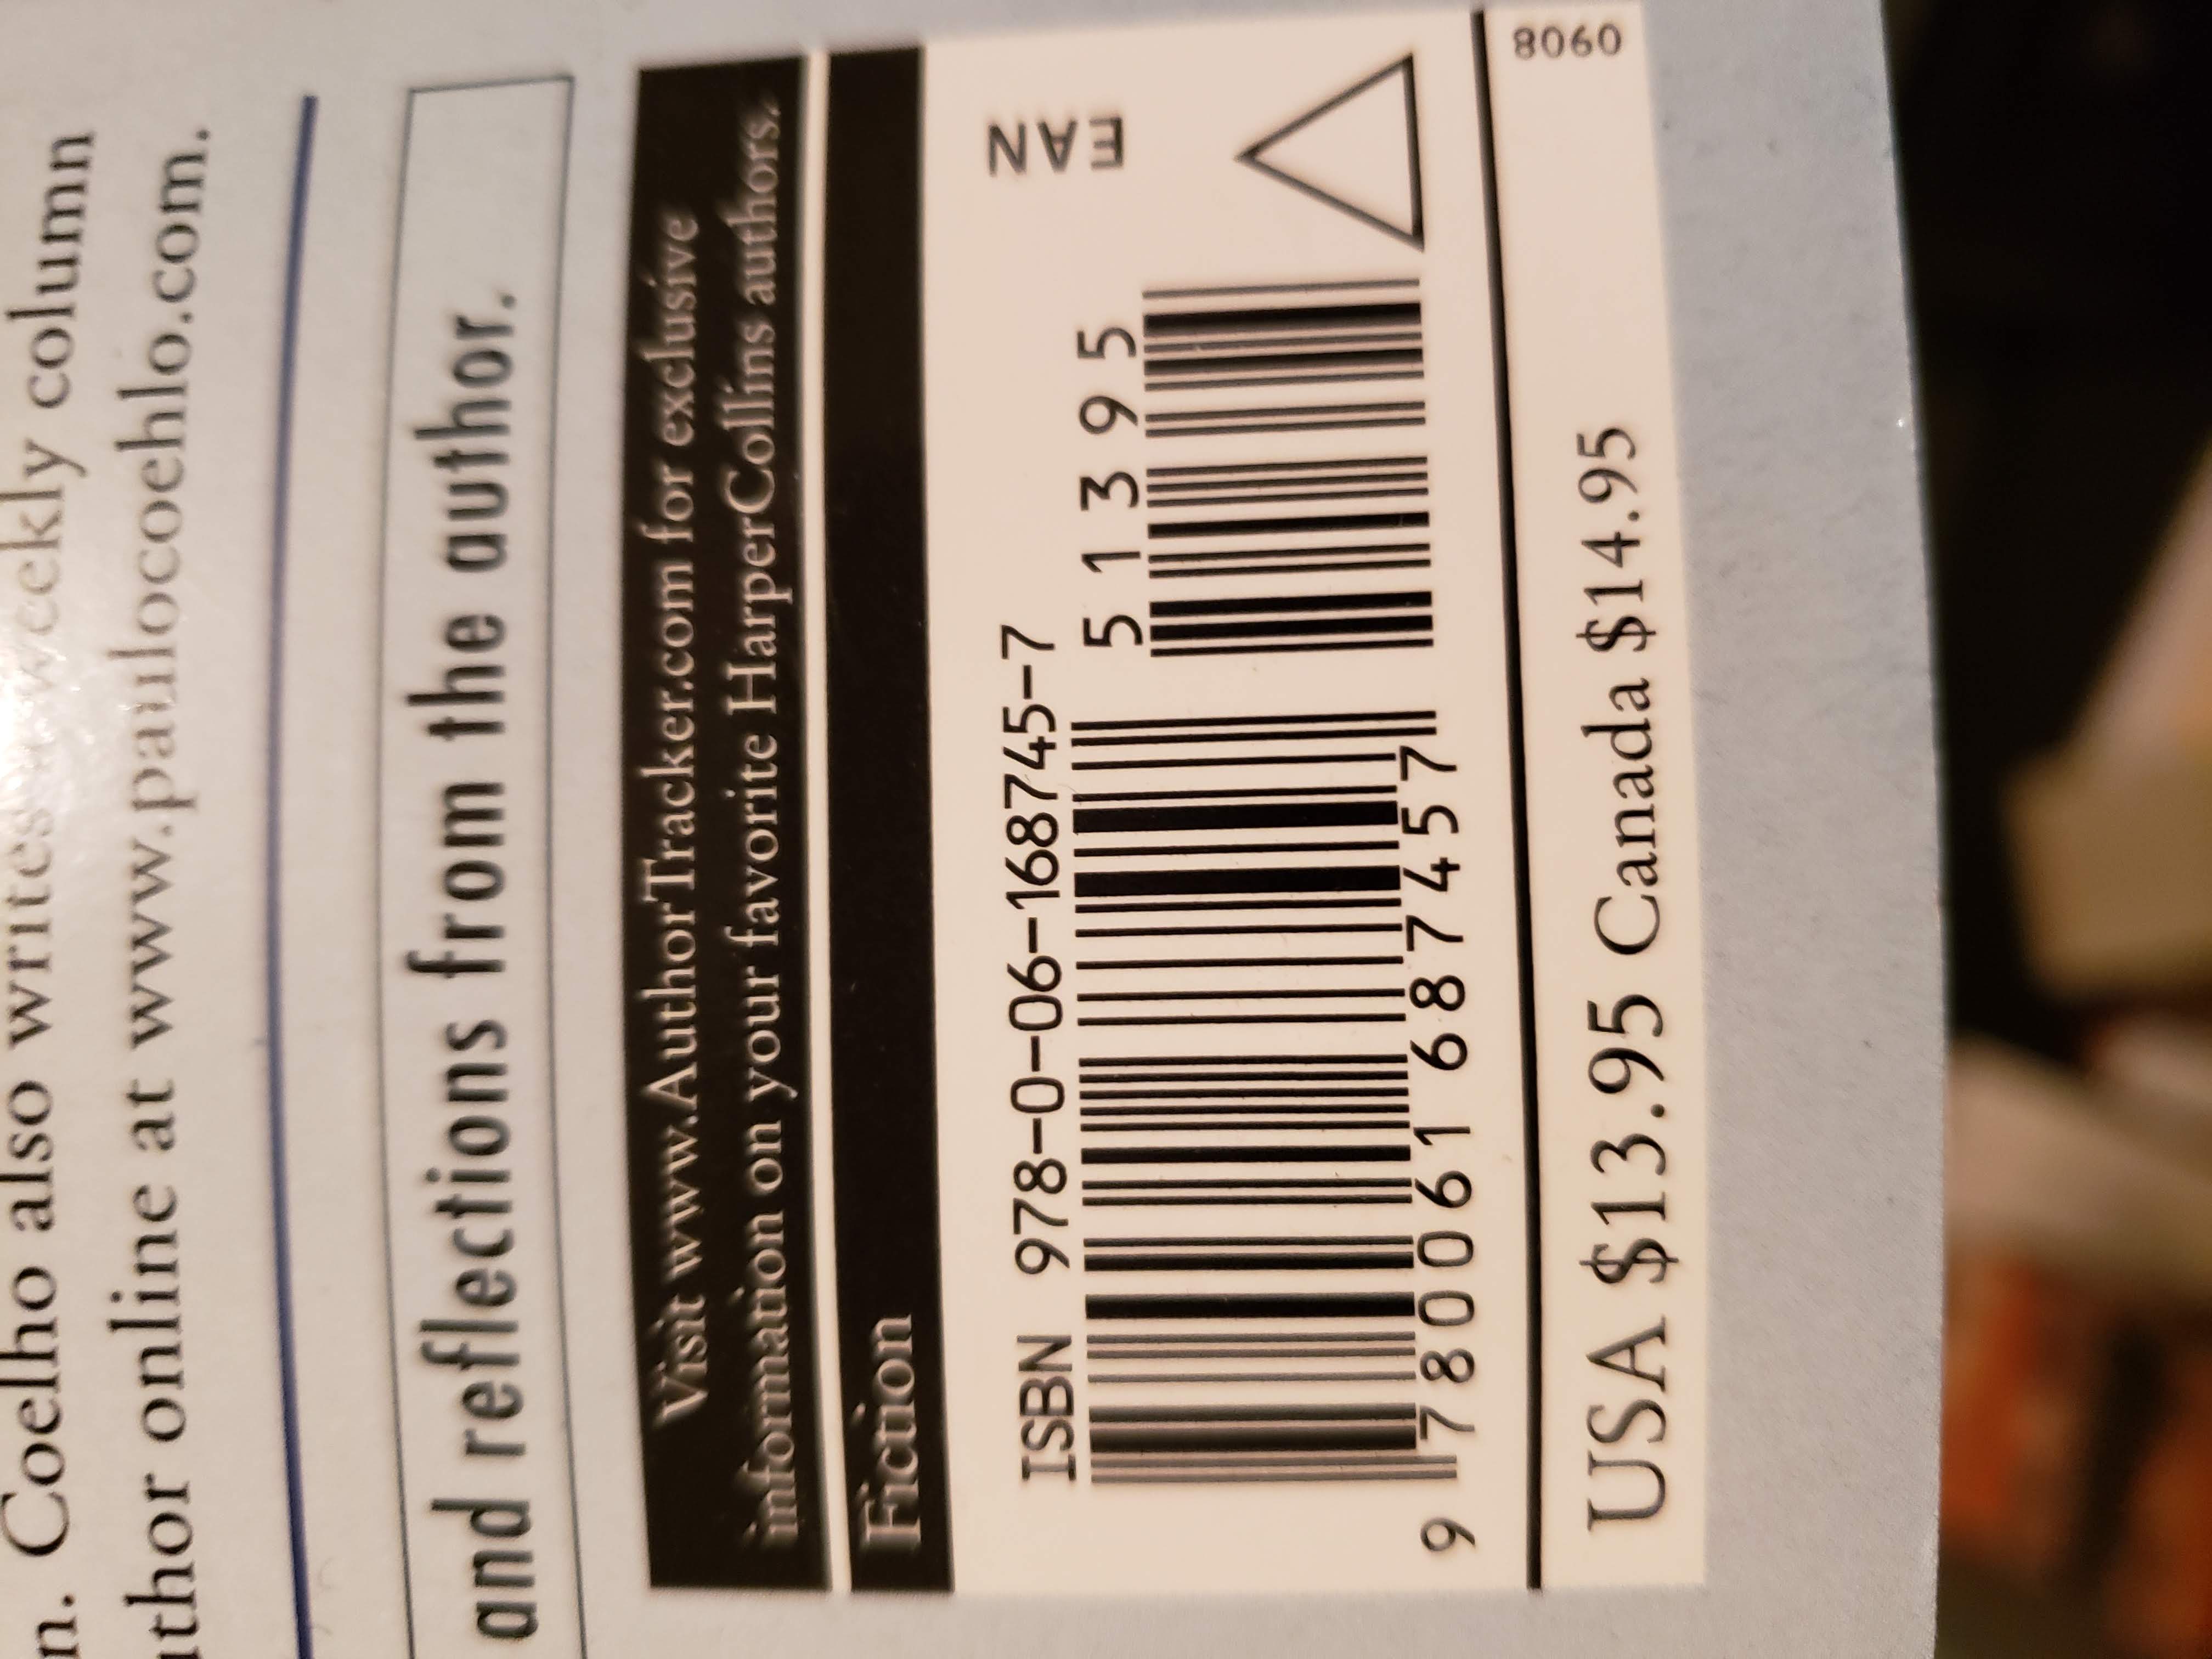 n. Coelho also writes a weekly column
uthor online at www.paulocoehlo.com.
and reflections from the author.
Visit www.AuthorTracker.com for exclusive
information on your favorite HarperCollins authors.
Fiction
ISBN 978-0-06-168745-7
51395
EAN
9 780061 687457
USA $13.95 Canada $14.95
0908